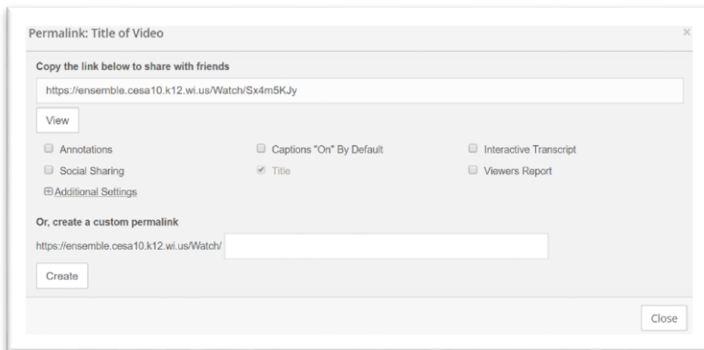 Permalink: Title of Video ×
Copy the link below to share with friends
https://ensemble.cesa10.k12.wi.us/Watch/Sx4m5KJy
View
Annotations Captions "On" By Default Interactive Transcript
Social Sharing Title Viewers Report
Additional Settings
Or, create a custom permalink
https://ensemble.cesa10.k12.wi.us/Watch/
Create
Close